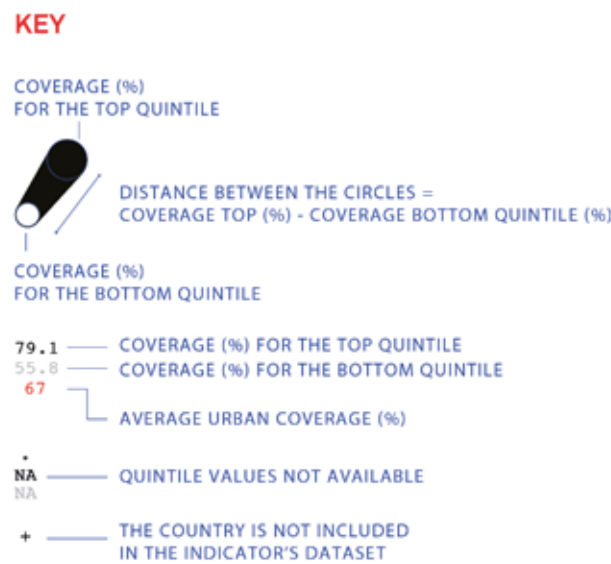 KEY
COVERAGE (%)
FOR THE TOP QUINTILE
DISTANCE BETWEEN THE CIRCLES =
COVERAGE TOP (%) - COVERAGE BOTTOM QUINTILE (%)
COVERAGE (%)
FOR THE BOTTOM QUINTILE
79.1 COVERAGE (%) FOR THE TOP QUINTILE
55.8 COVERAGE (%) FOR THE BOTTOM QUINTILE
67
AVERAGE URBAN COVERAGE (%)
NA QUINTILE VALUES NOT AVAILABLE
NA
+ THE COUNTRY IS NOT INCLUDED
IN THE INDICATOR'S DATASET